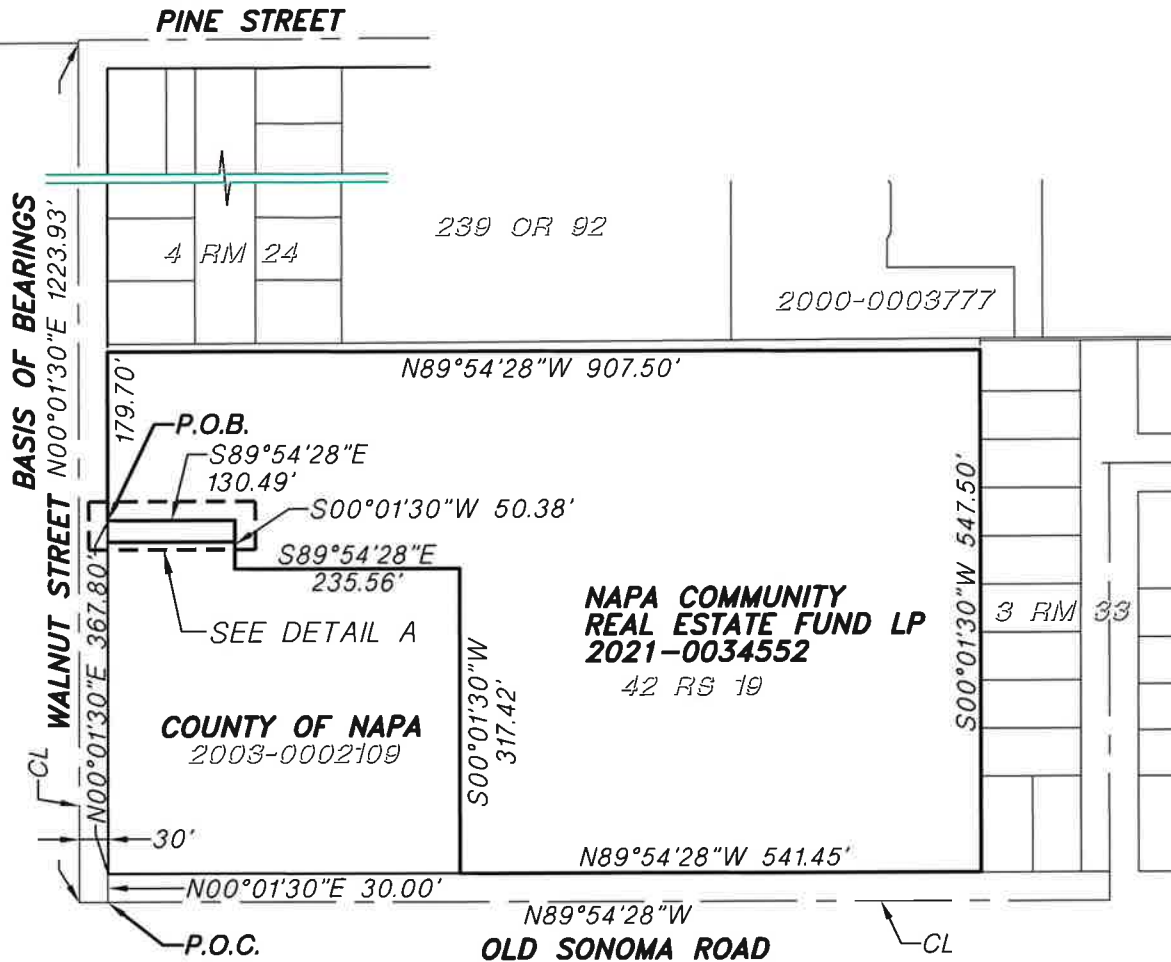 PINE STREET
BASIS OF BEARINGS
N00°01'30"E 1223.93'
WALNUT STREET
4 RM 24
239 OR 92
2000-0003777
N89°54'28"W 907.50'
179.70'
P.O.B.
S89°54'28"E
130.49'
S00°01'30"W 50.38'
S89°54'28"E
235.56'
SEE DETAIL A
N00°01'30"E 367.80'
NAPA COMMUNITY
REAL ESTATE FUND LP
2021-0034552
42 RS 19
S00°01'30"W 547.50'
3 RM 33
COUNTY OF NAPA
2003-0002109
S00°01'30"W
317.42'
CL
30'
N89°54'28"W 541.45'
N00°01'30"E 30.00'
N89°54'28"W
P.O.C.
OLD SONOMA ROAD
CL